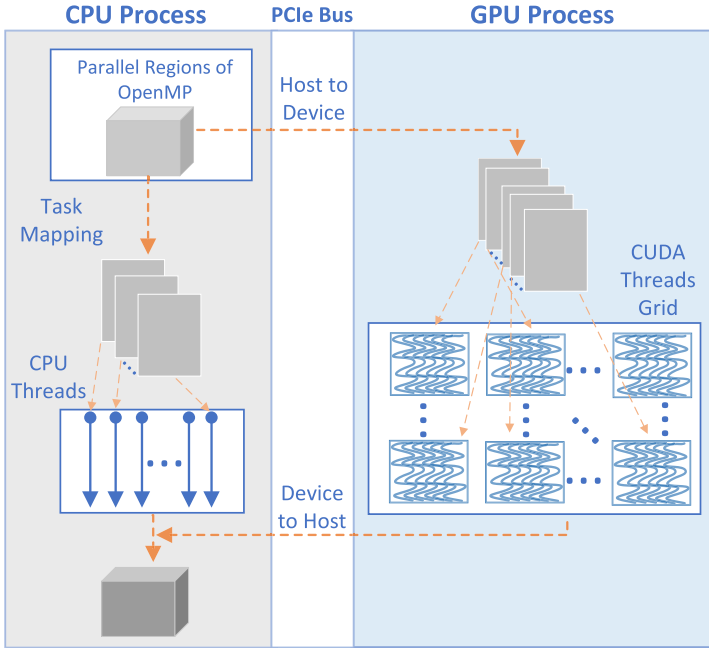 CPU Process
PCIe Bus
GPU Process
Parallel Regions of
OpenMP
Host to
Device
Task
Mapping
CUDA
Threads
Grid
CPU
Threads
Device
to Host